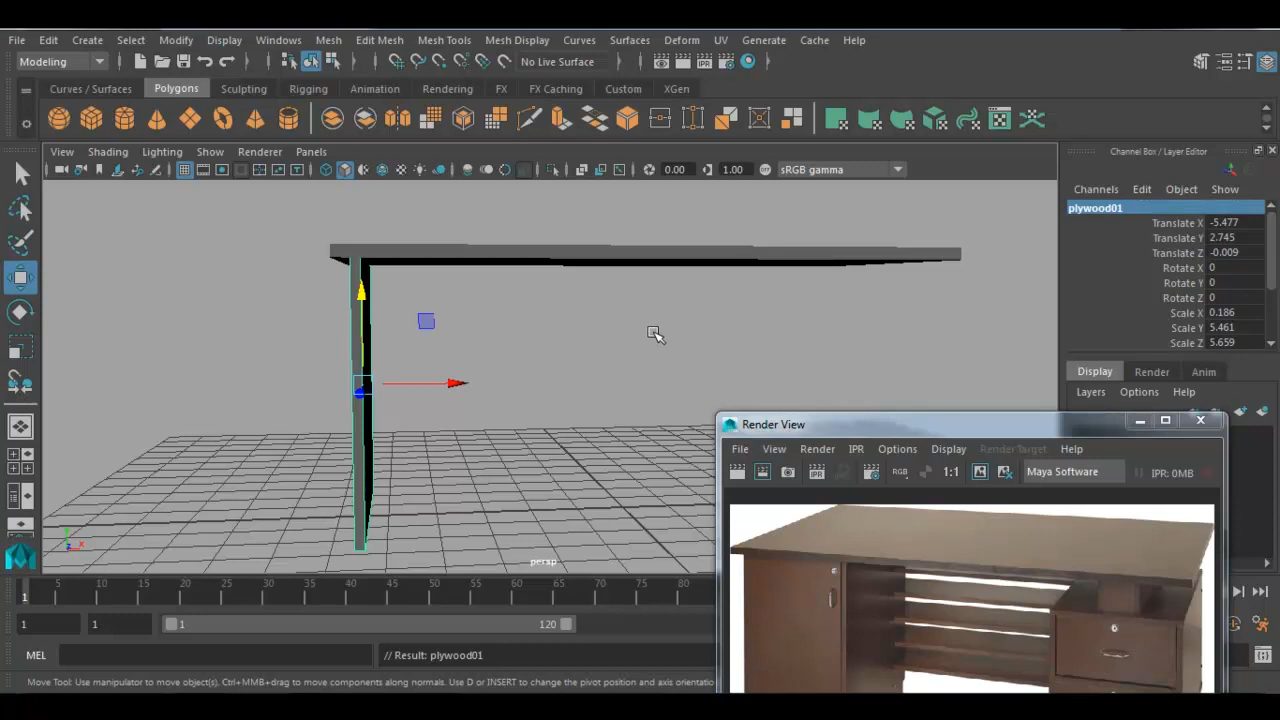 File Edit Create Select Modify Display Windows Mesh Edit Mesh Mesh Tools Mesh Display Curves Surfaces Deform UV Generate Cache Help
Modeling No Live Surface
Curves / Surfaces Polygons Sculpting Rigging Animation Rendering FX FX Caching Custom XGen
View Shading Lighting Show Renderer Panels
0.00 1.00 sRGB gamma
Channel Box / Layer Editor
Channels Edit Object Show
plywood01
Translate X -5.477
Translate Y 2.745
Translate Z -0.009
Rotate X 0
Rotate Y 0
Rotate Z 0
Scale X 0.186
Scale Y 5.461
Scale Z 5.659
Display Render Anim
Layers Options Help
persp
Render View
File View Render IPR Options Display Render Target Help
IPR RGB 1:1 Maya Software IPR: 0MB
1 5 10 15 20 25 30 35 40 45 50 55 60 65 70 75 80
1 1 1 120
MEL // Result: plywood01
Move Tool: Use manipulator to move object(s). Ctrl+MMB+drag to move components along normals. Use D or INSERT to change the pivot position and axis orientatio